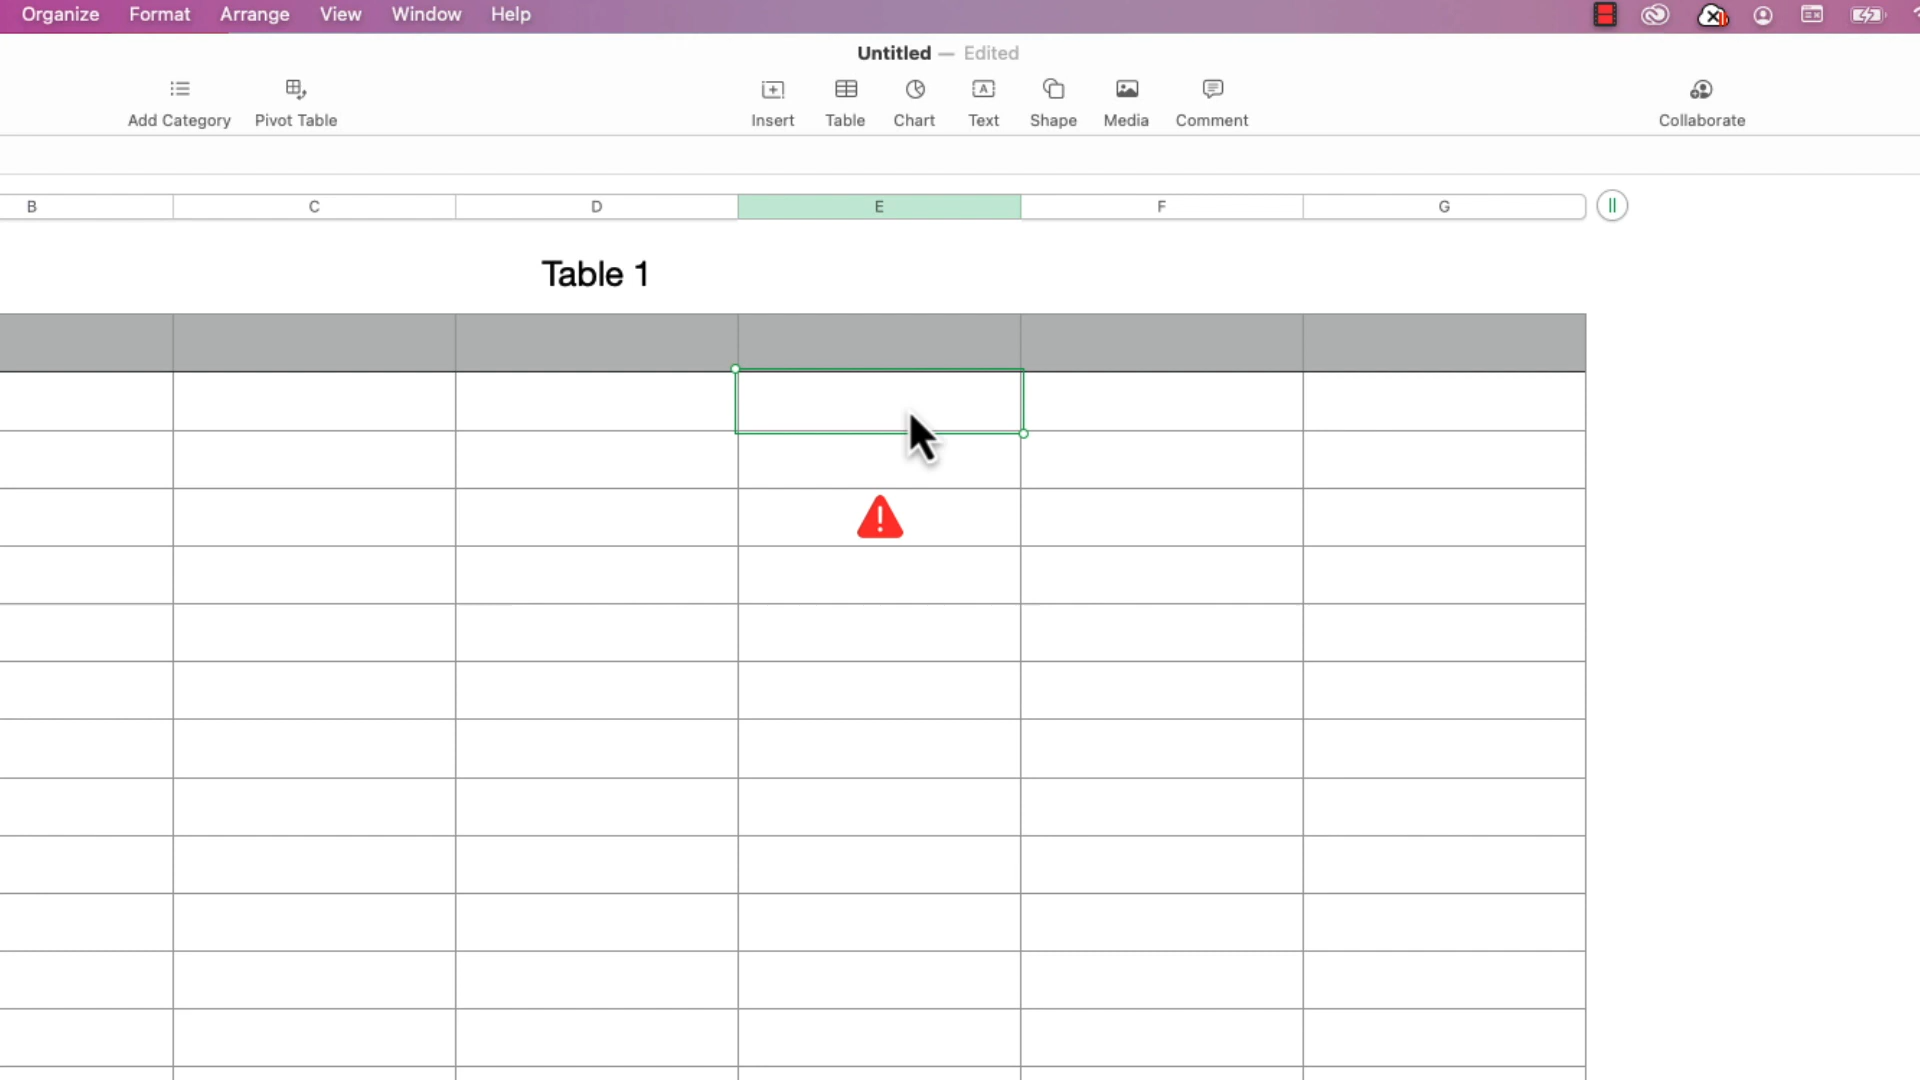 Organize Format Arrange View Window Help
Untitled — Edited
Add Category Pivot Table Insert Table Chart Text Shape Media Comment Collaborate
B C D E F G
Table 1